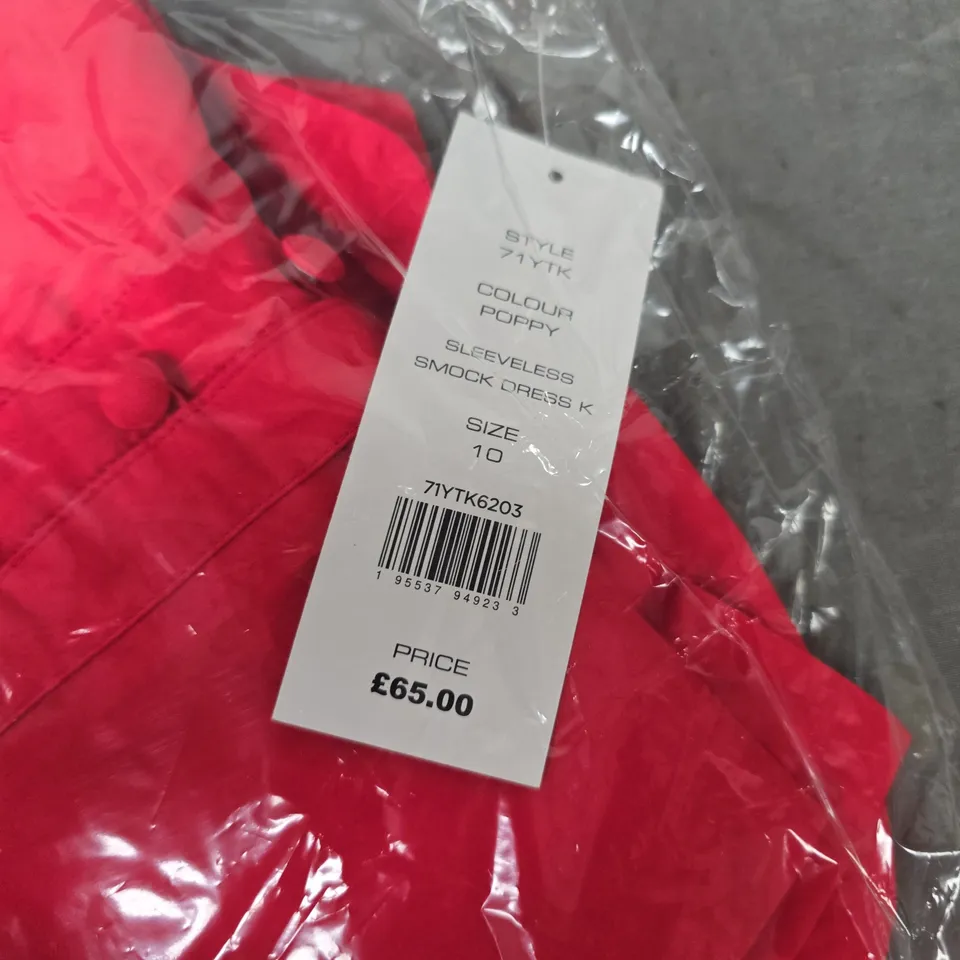 STYLE
71YTK
COLOUR
POPPY
SLEEVELESS
SMOCK DRESS K
SIZE
10
71YTK6203
1 95537 94923 3
PRICE
£65.00